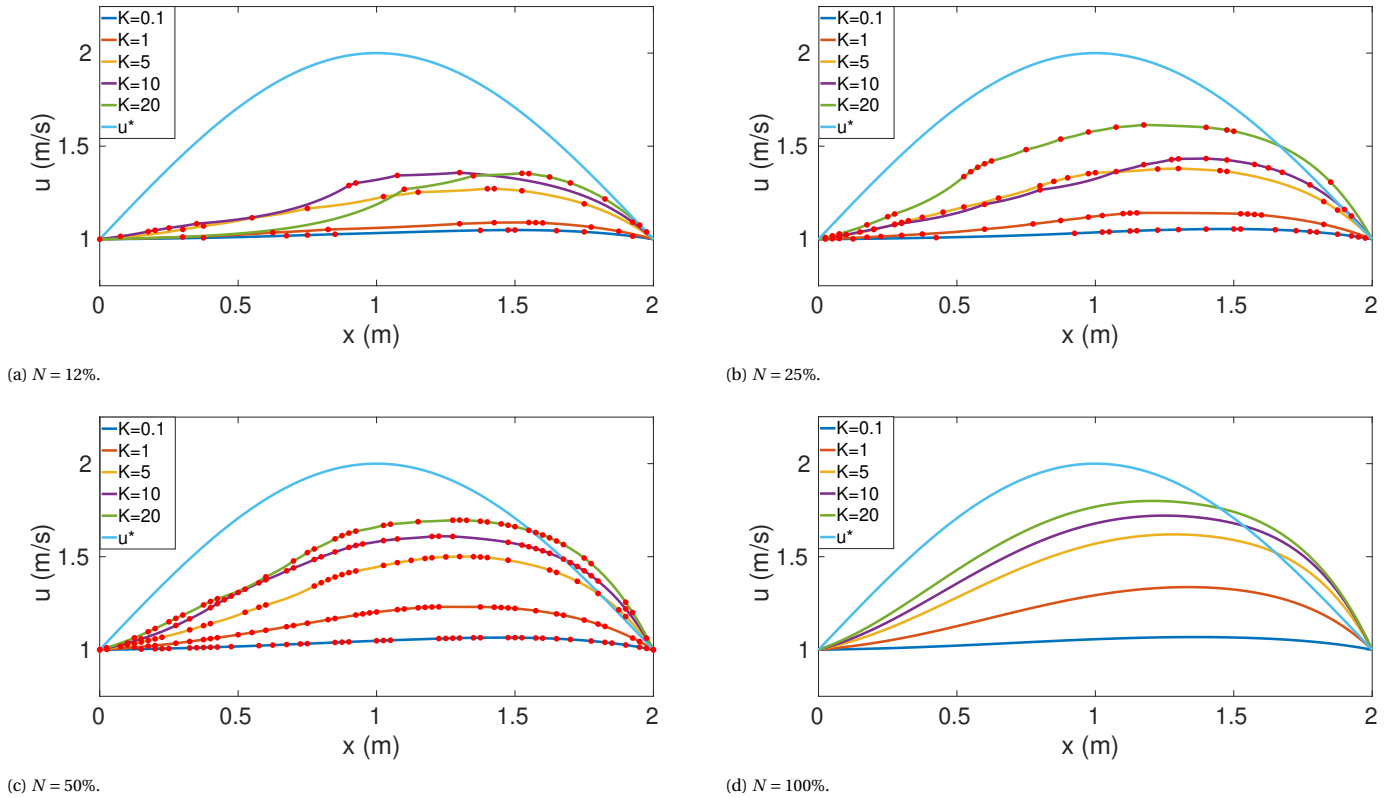 K=0.1
K=1
K=5
K=10
K=20
u*
2
1.5
1
u (m/s)
0
0.5
1
1.5
2
x (m)
(a) N = 12%.
K=0.1
K=1
K=5
K=10
K=20
u*
2
1.5
1
u (m/s)
0
0.5
1
1.5
2
x (m)
(b) N = 25%.
K=0.1
K=1
K=5
K=10
K=20
u*
2
1.5
1
u (m/s)
0
0.5
1
1.5
2
x (m)
(c) N = 50%.
K=0.1
K=1
K=5
K=10
K=20
u*
2
1.5
1
u (m/s)
0
0.5
1
1.5
2
x (m)
(d) N = 100%.